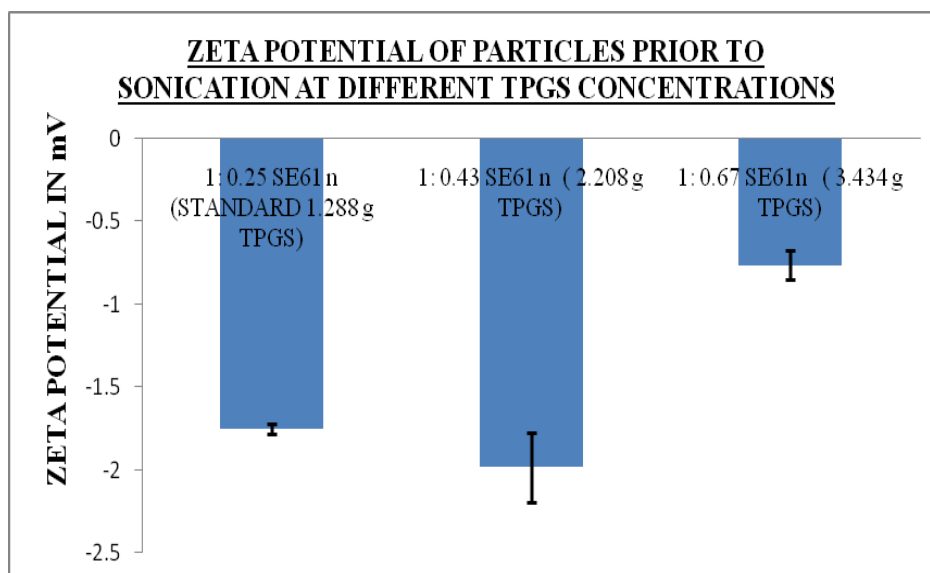 ZETA POTENTIAL OF PARTICLES PRIOR TO
SONICATION AT DIFFERENT TPGS CONCENTRATIONS
ZETA POTENTIAL IN mV
0
-0.5
-1
-1.5
-2
-2.5
1: 0.25 SE61n
(STANDARD 1.288 g
TPGS)
1: 0.43 SE61n ( 2.208 g
TPGS)
1: 0.67 SE61n ( 3.434 g
TPGS)